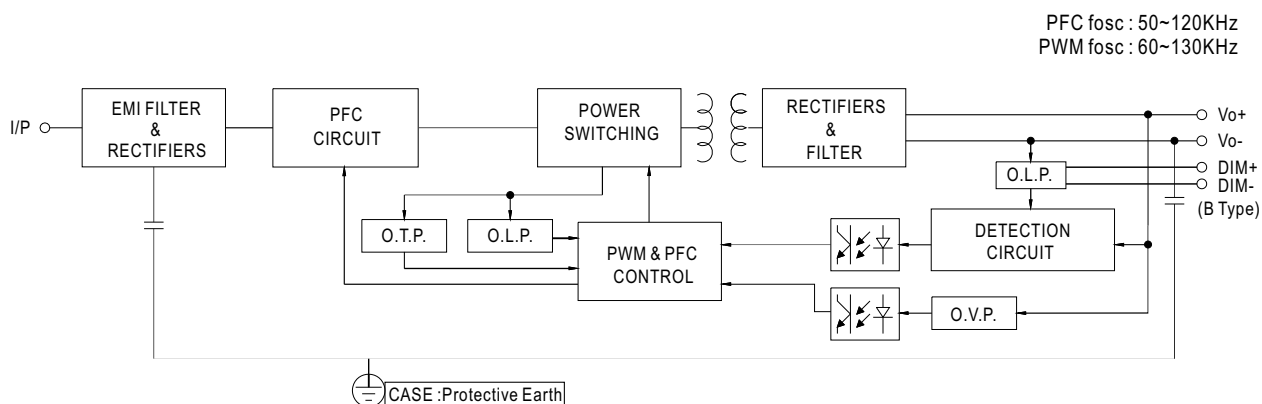 PFC fosc : 50~120KHz
PWM fosc : 60~130KHz
I/P
EMI FILTER
&
RECTIFIERS
PFC
CIRCUIT
POWER
SWITCHING
RECTIFIERS
&
FILTER
Vo+
Vo-
DIM+
DIM-
(B Type)
O.L.P.
O.T.P.
O.L.P.
PWM & PFC
CONTROL
DETECTION
CIRCUIT
O.V.P.
CASE :Protective Earth